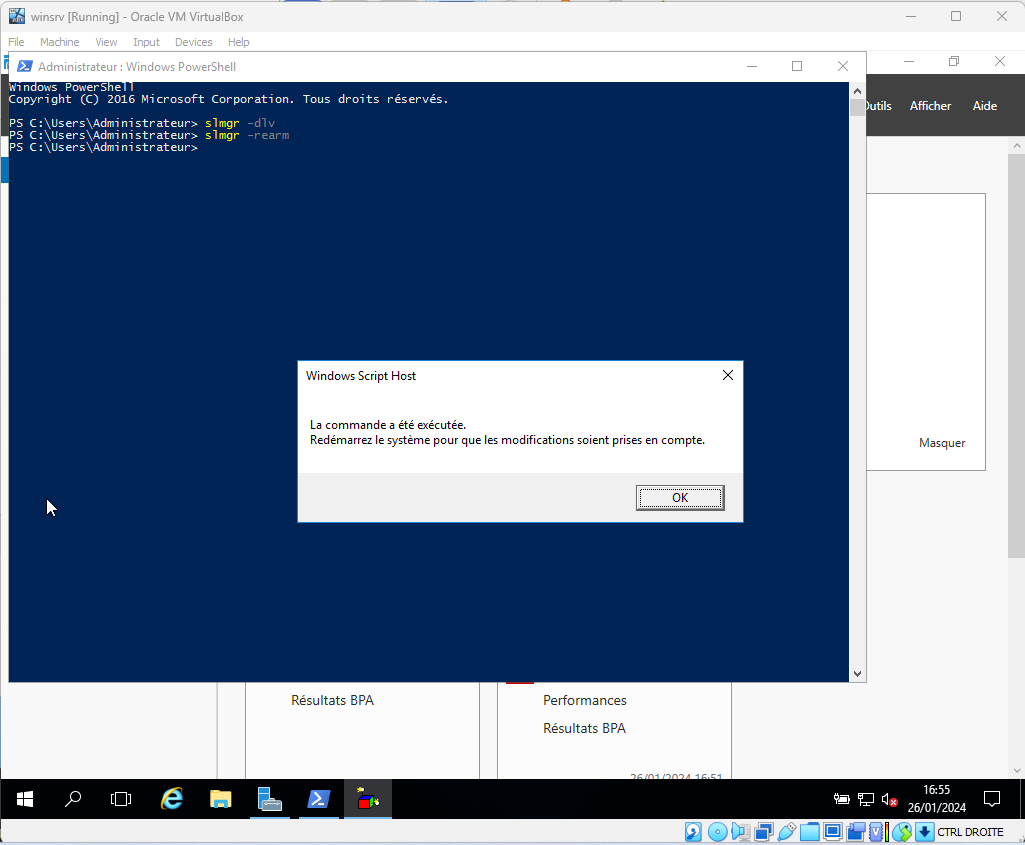 winsrv [Running] - Oracle VM VirtualBox
File Machine View Input Devices Help
Administrateur : Windows PowerShell
Windows PowerShell
Copyright (C) 2016 Microsoft Corporation. Tous droits réservés.
PS C:\Users\Administrateur> slmgr -dlv
PS C:\Users\Administrateur> slmgr -rearm
PS C:\Users\Administrateur>
Outils Afficher Aide
Masquer
Windows Script Host
La commande a été exécutée.
Redémarrez le système pour que les modifications soient prises en compte.
OK
Résultats BPA
Performances
Résultats BPA
26/01/2024 16:51
16:55
26/01/2024
CTRL DROITE